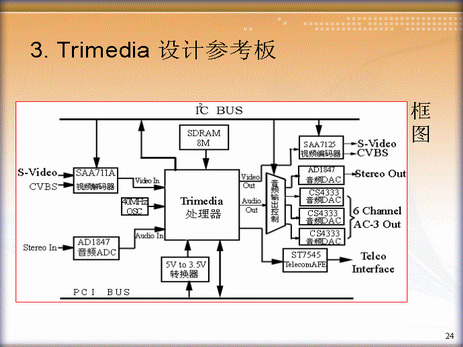 3. Trimedia 设计参考板
框
图
I²C BUS
SDRAM
8M
SAA7125
视频编码器
S-Video
CVBS
S-Video
CVBS
SAA711A
视频解码器
Video In
Video
Out
AD1847
音频DAC
Stereo Out
40MHz
OSC
Trimedia
处理器
Audio
Out
音频输出控制
CS4333
音频DAC
CS4333
音频DAC
CS4333
音频DAC
6 Channel
AC-3 Out
Stereo In
AD1847
音频ADC
Audio In
5V to 3.5V
转换器
ST7545
TelecomAFE
Telco
Interface
PCI BUS
24